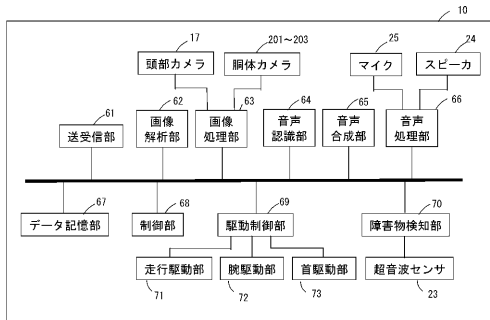 10
17
201~203
25
24
頭部カメラ
胴体カメラ
マイク
スピーカ
61
62
63
64
65
66
送受信部
画像
解析部
画像
処理部
音声
認識部
音声
合成部
音声
処理部
67
68
69
70
データ記憶部
制御部
駆動制御部
障害物検知部
走行駆動部
腕駆動部
首駆動部
超音波センサ
71
72
73
23